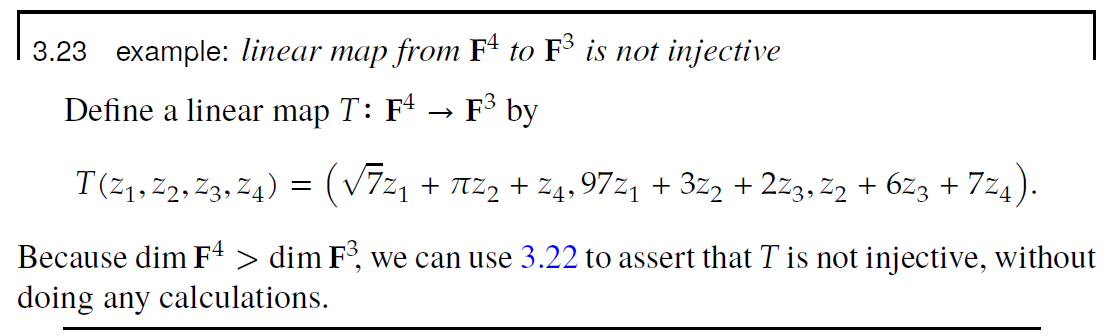 3.23 example: linear map from F⁴ to F³ is not injective
Define a linear map T: F⁴ → F³ by
T(z₁, z₂, z₃, z₄) = (√7z₁ + πz₂ + z₄, 97z₁ + 3z₂ + 2z₃, z₂ + 6z₃ + 7z₄).
Because dim F⁴ > dim F³, we can use 3.22 to assert that T is not injective, without
doing any calculations.